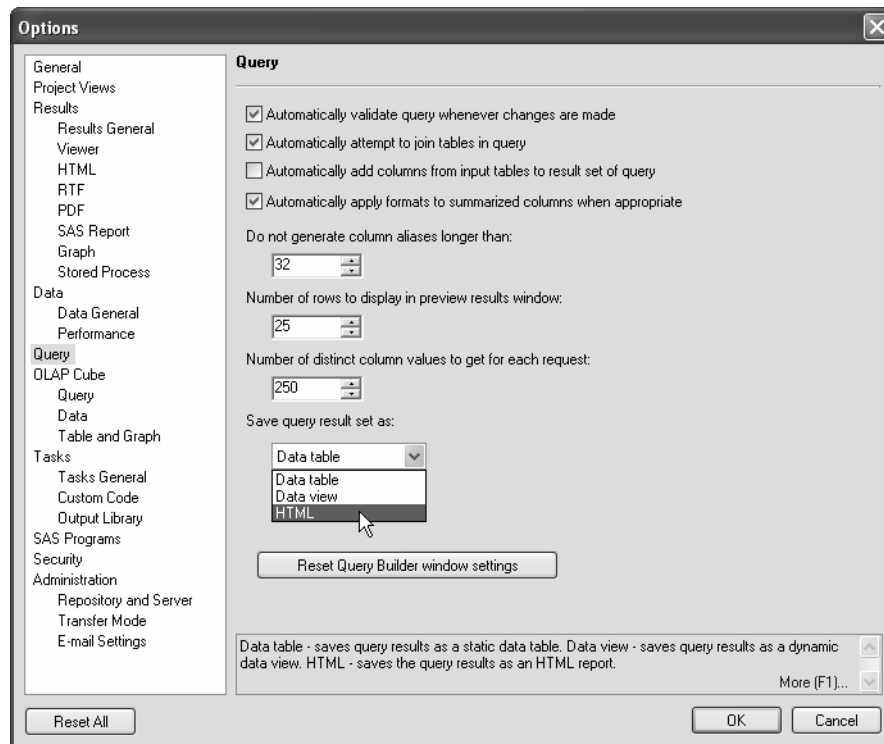 Options
General
Project Views
Results
Results General
Viewer
HTML
RTF
PDF
SAS Report
Graph
Stored Process
Data
Data General
Performance
Query
OLAP Cube
Query
Data
Table and Graph
Tasks
Tasks General
Custom Code
Output Library
SAS Programs
Security
Administration
Repository and Server
Transfer Mode
E-mail Settings
Query
Automatically validate query whenever changes are made
Automatically attempt to join tables in query
Automatically add columns from input tables to result set of query
Automatically apply formats to summarized columns when appropriate
Do not generate column aliases longer than:
32
Number of rows to display in preview results window:
25
Number of distinct column values to get for each request:
250
Save query result set as:
Data table
Data table
Data view
HTML
Reset Query Builder window settings
Data table - saves query results as a static data table. Data view - saves query results as a dynamic
data view. HTML - saves the query results as an HTML report.
More (F1)...
Reset All
OK
Cancel